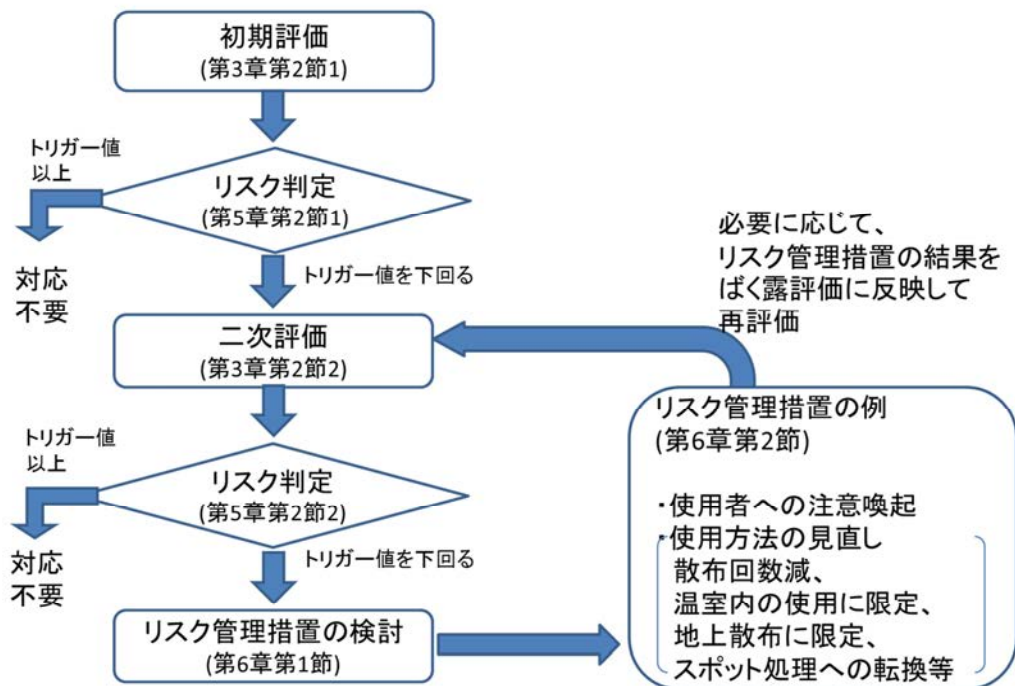 初期評価
(第3章第2節1)
トリガー値
以上
リスク判定
(第5章第2節1)
対応
不要
トリガー値を下回る
二次評価
(第3章第2節2)
トリガー値
以上
リスク判定
(第5章第2節2)
対応
不要
トリガー値を下回る
リスク管理措置の検討
(第6章第1節)
必要に応じて、
リスク管理措置の結果を
ばく露評価に反映して
再評価
リスク管理措置の例
(第6章第2節)
・使用者への注意喚起
・使用方法の見直し
散布回数減、
温室内の使用に限定、
地上散布に限定、
スポット処理への転換等